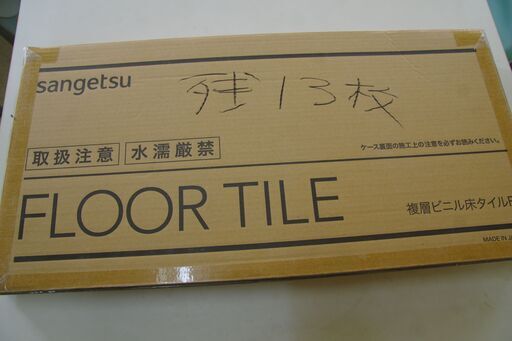 sangetsu
残13枚
取扱注意 水濡厳禁
ケース裏面の施工上の注意を必ずお読みください。
FLOOR TILE
複層ビニル床タイルF
MADE IN J